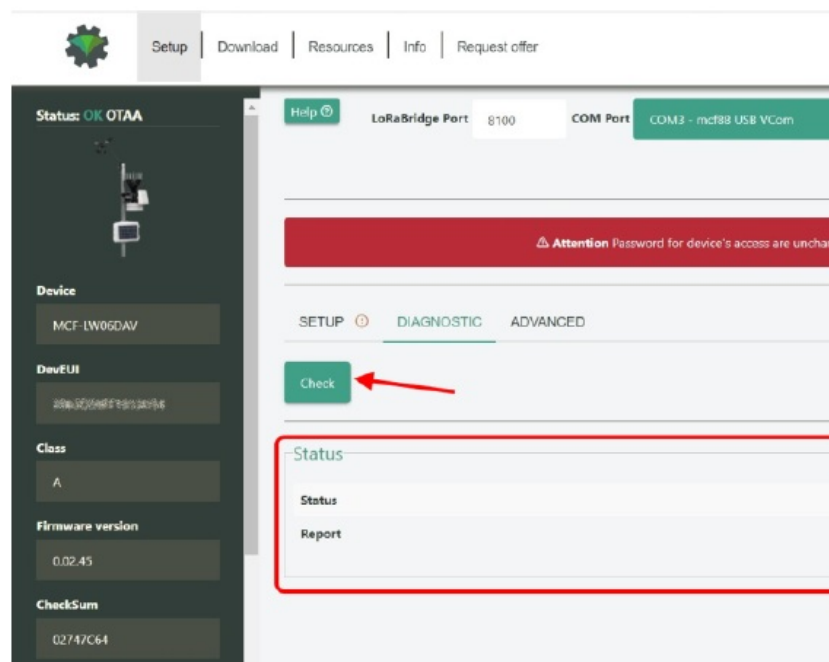 Setup Download Resources Info Request offer
Status: OK OTAA
Device
MCF-LW06DAV
DevEUI
Class
A
Firmware version
0.02.45
CheckSum
02747C64
Help
LoRaBridge Port 8100 COM Port COM3 - mcf88 USB VCom
Attention Password for device's access are unchan
SETUP DIAGNOSTIC ADVANCED
Check
Status
Status
Report